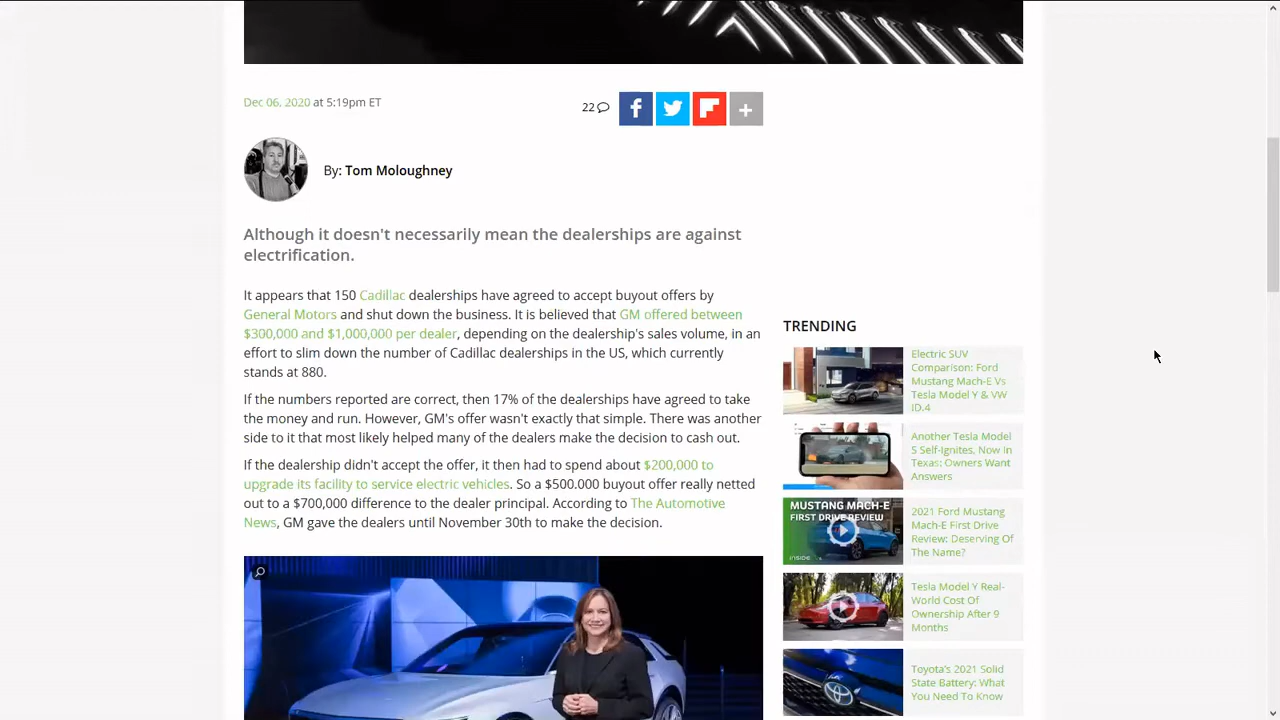 Dec 06, 2020 at 5:19pm ET
22
By: Tom Moloughney
Although it doesn't necessarily mean the dealerships are against
electrification.
It appears that 150 Cadillac dealerships have agreed to accept buyout offers by
General Motors and shut down the business. It is believed that GM offered between
$300,000 and $1,000,000 per dealer, depending on the dealership's sales volume, in an
effort to slim down the number of Cadillac dealerships in the US, which currently
stands at 880.
If the numbers reported are correct, then 17% of the dealerships have agreed to take
the money and run. However, GM's offer wasn't exactly that simple. There was another
side to it that most likely helped many of the dealers make the decision to cash out.
If the dealership didn't accept the offer, it then had to spend about $200,000 to
upgrade its facility to service electric vehicles. So a $500.000 buyout offer really netted
out to a $700,000 difference to the dealer principal. According to The Automotive
News, GM gave the dealers until November 30th to make the decision.
TRENDING
Electric SUV
Comparison: Ford
Mustang Mach-E Vs
Tesla Model Y & VW
ID.4
Another Tesla Model
S Self-Ignites, Now In
Texas: Owners Want
Answers
MUSTANG MACH-E
FIRST DRIVE REVIEW
INSIDE
2021 Ford Mustang
Mach-E First Drive
Review: Deserving Of
The Name?
Tesla Model Y Real-
World Cost Of
Ownership After 9
Months
Toyota's 2021 Solid
State Battery: What
You Need To Know